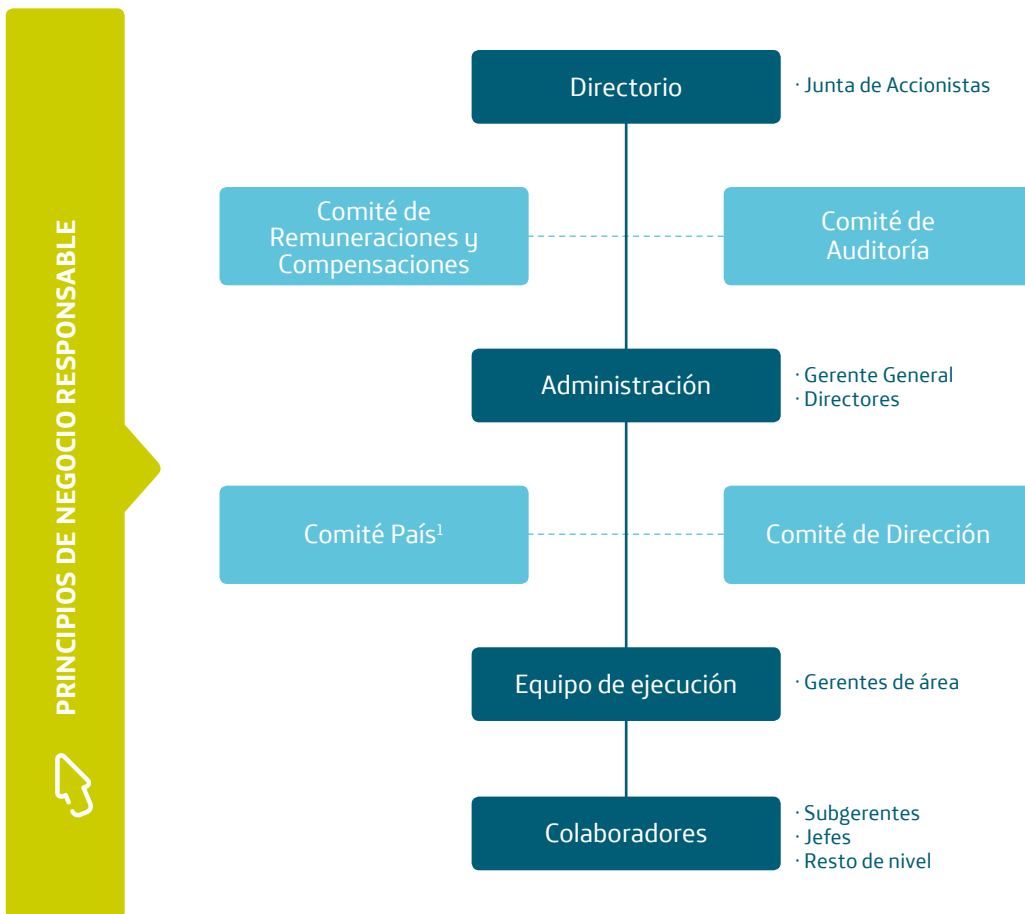 PRINCIPIOS DE NEGOCIO RESPONSABLE
Directorio
· Junta de Accionistas
Comité de
Remuneraciones y
Compensaciones
Comité de
Auditoría
Administración
· Gerente General
· Directores
Comité País¹
Comité de Dirección
Equipo de ejecución
· Gerentes de área
Colaboradores
· Subgerentes
· Jefes
· Resto de nivel